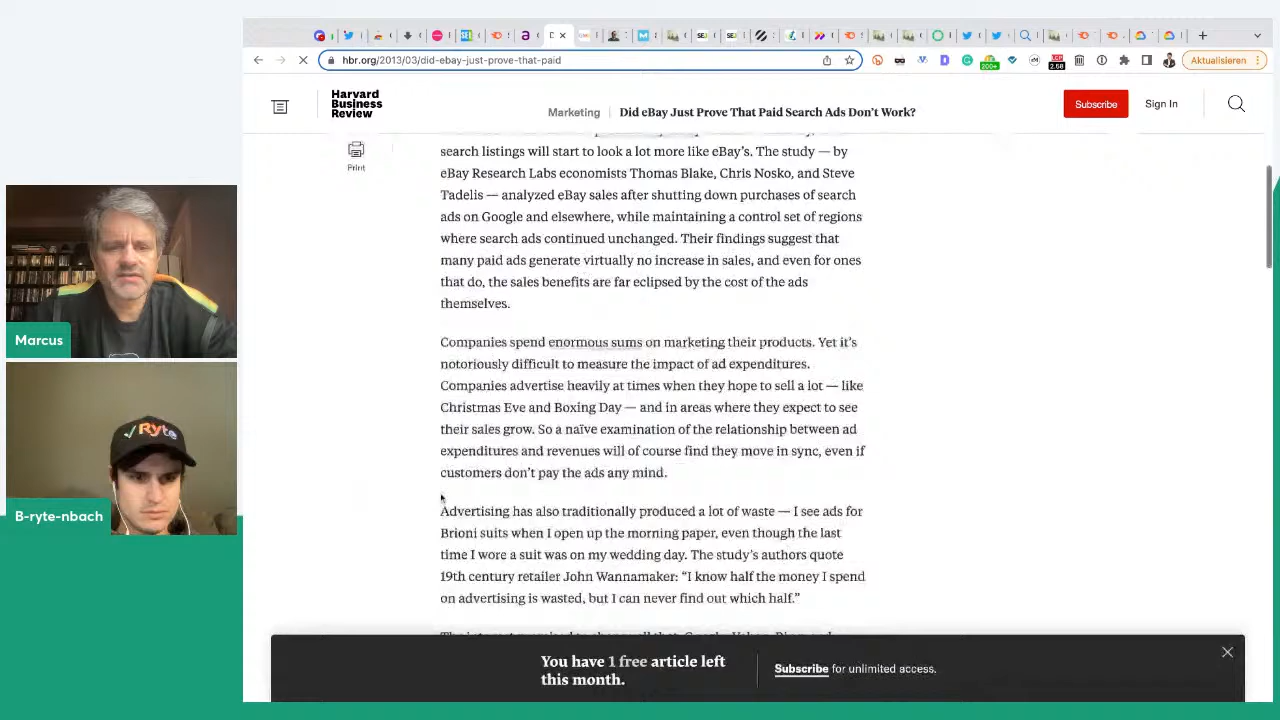 hbr.org/2013/03/did-ebay-just-prove-that-paid
Aktualisieren
Harvard
Business
Review
Marketing
Did eBay Just Prove That Paid Search Ads Don't Work?
Subscribe
Sign In
Print
search listings will start to look a lot more like eBay's. The study — by
eBay Research Labs economists Thomas Blake, Chris Nosko, and Steve
Tadelis — analyzed eBay sales after shutting down purchases of search
ads on Google and elsewhere, while maintaining a control set of regions
where search ads continued unchanged. Their findings suggest that
many paid ads generate virtually no increase in sales, and even for ones
that do, the sales benefits are far eclipsed by the cost of the ads
themselves.
Companies spend enormous sums on marketing their products. Yet it's
notoriously difficult to measure the impact of ad expenditures.
Companies advertise heavily at times when they hope to sell a lot — like
Christmas Eve and Boxing Day — and in areas where they expect to see
their sales grow. So a naïve examination of the relationship between ad
expenditures and revenues will of course find they move in sync, even if
customers don't pay the ads any mind.
Advertising has also traditionally produced a lot of waste — I see ads for
Brioni suits when I open up the morning paper, even though the last
time I wore a suit was on my wedding day. The study's authors quote
19th century retailer John Wannamaker: "I know half the money I spend
on advertising is wasted, but I can never find out which half."
You have 1 free article left
this month.
Subscribe for unlimited access.
Marcus
Ryte
B-ryte-nbach